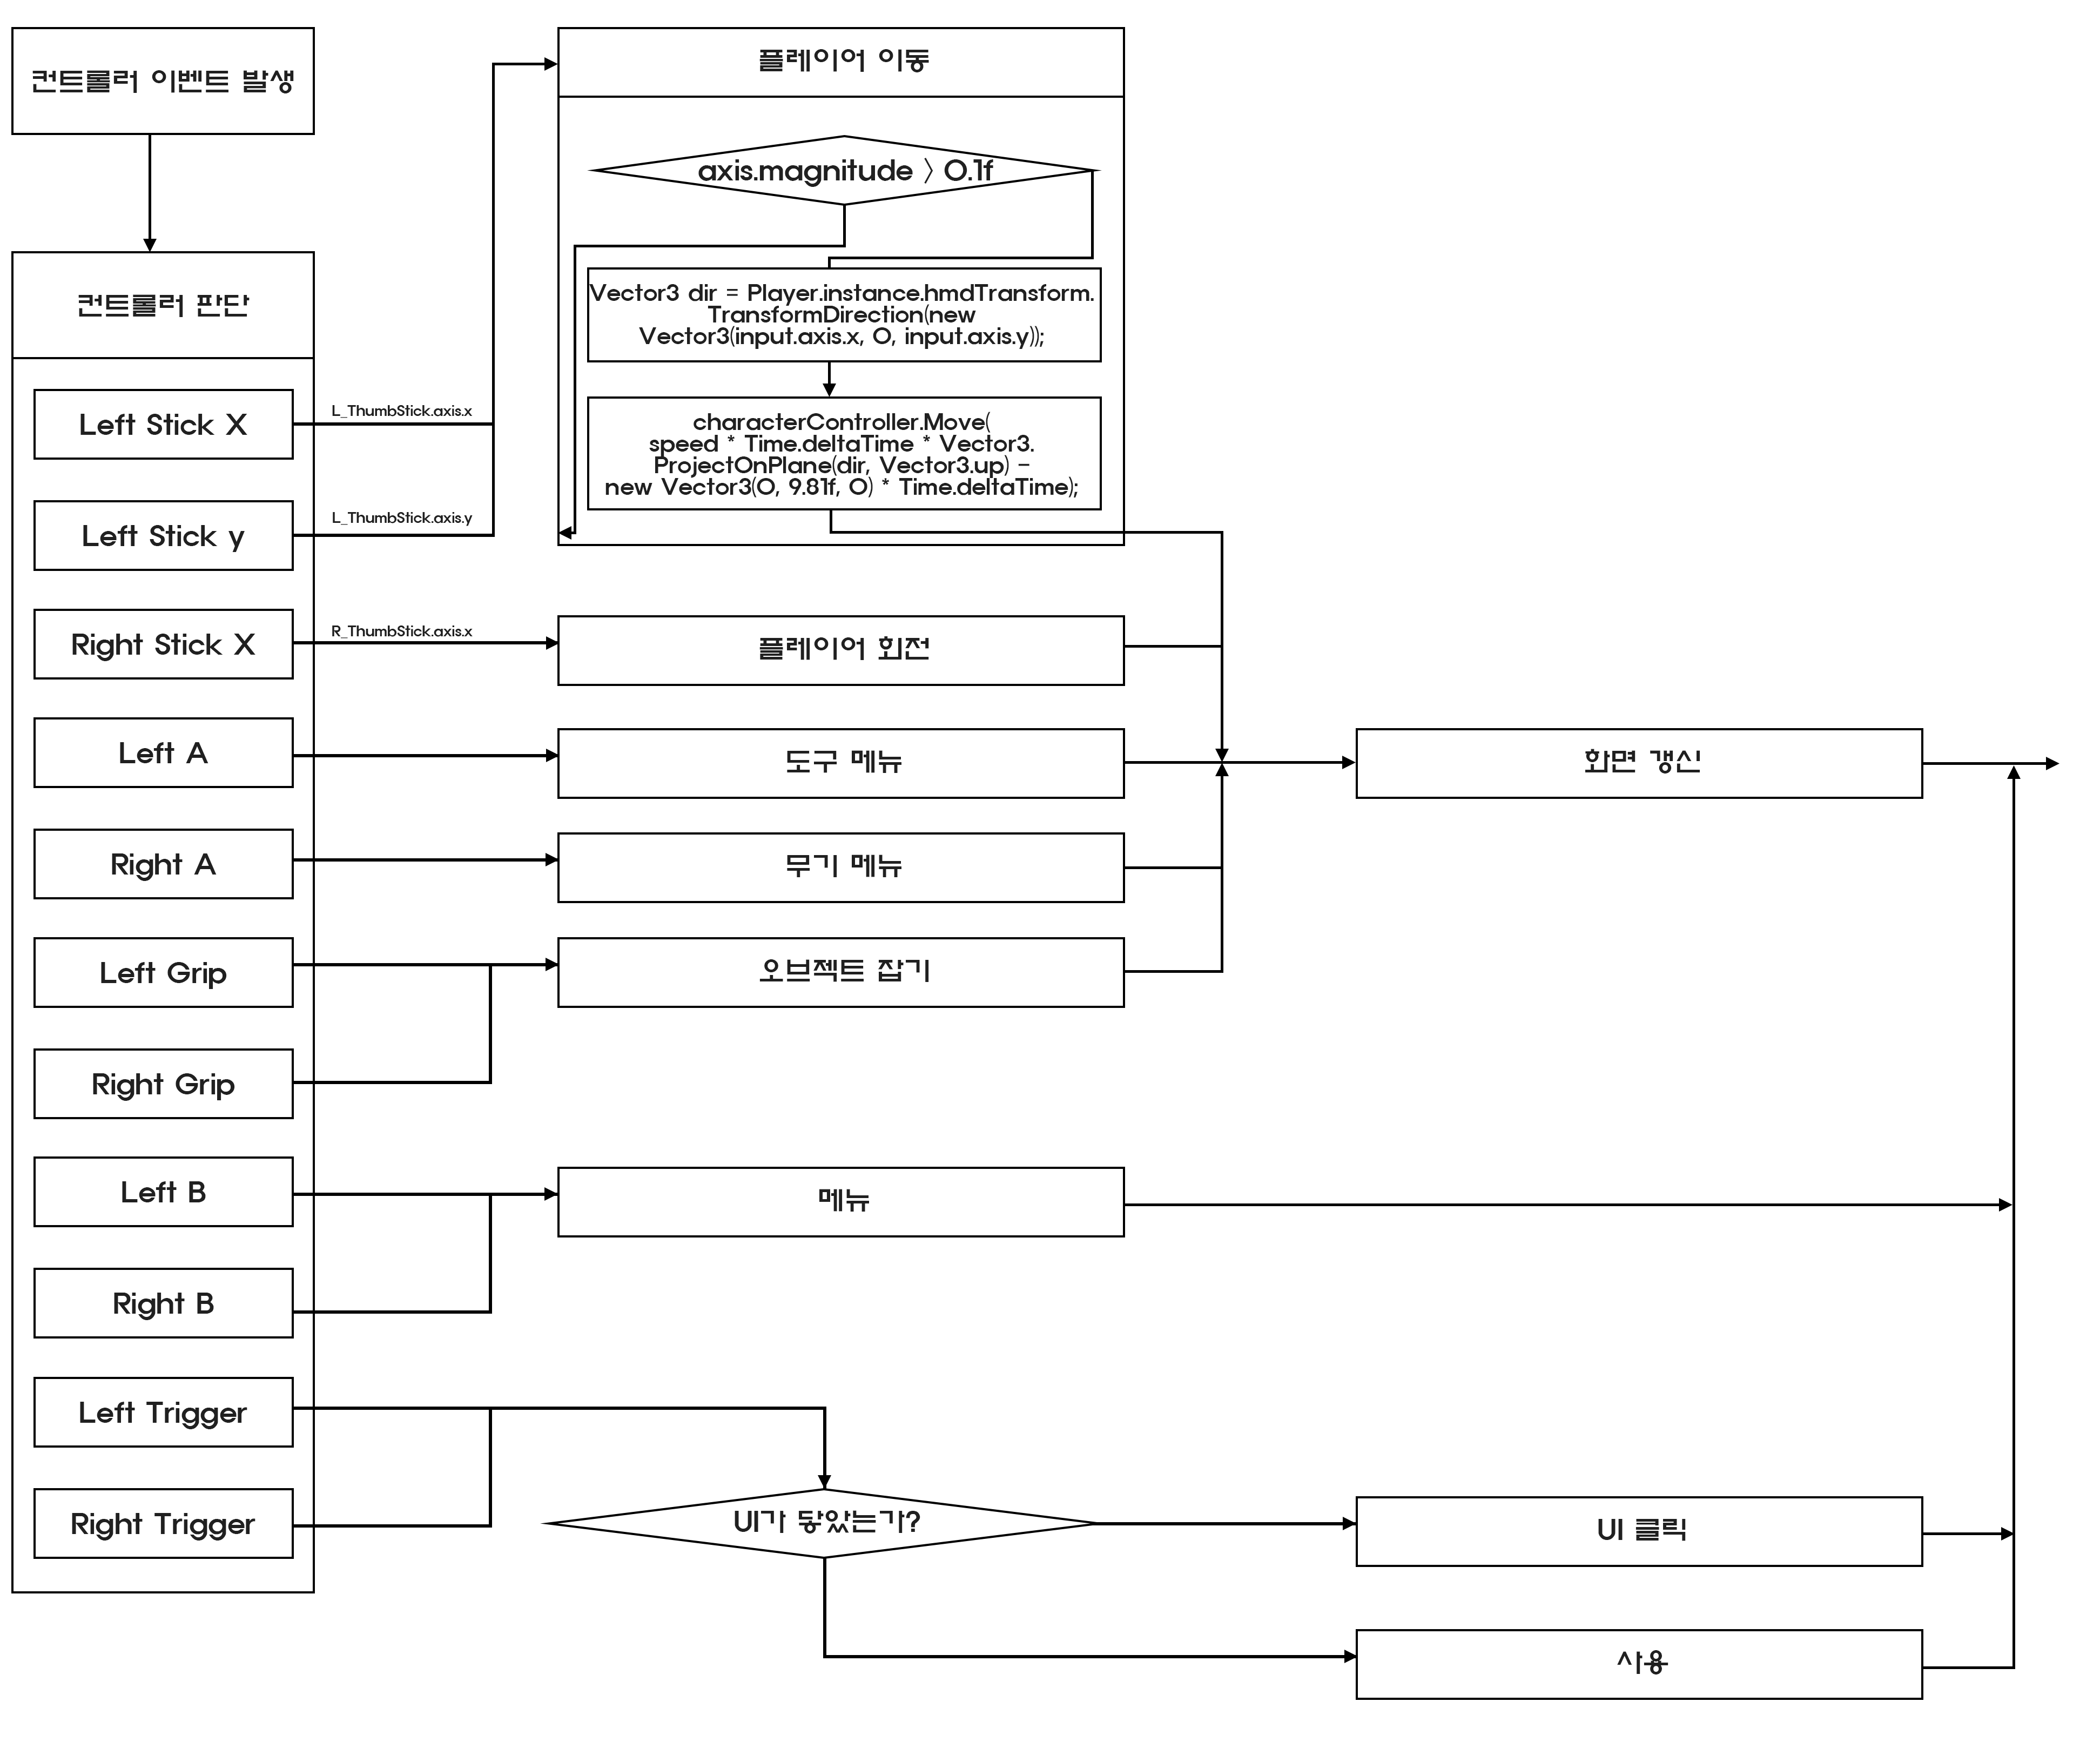 컨트롤러 이벤트 발생
컨트롤러 판단
Left Stick X
Left Stick y
Right Stick X
Left A
Right A
Left Grip
Right Grip
Left B
Right B
Left Trigger
Right Trigger
L_ThumbStick.axis.x
L_ThumbStick.axis.y
R_ThumbStick.axis.x
플레이어 이동
axis.magnitude > 0.1f
Vector3 dir = Player.instance.hmdTransform.
TransformDirection(new
Vector3(input.axis.x, 0, input.axis.y));
characterController.Move(
speed * Time.deltaTime * Vector3.
ProjectOnPlane(dir, Vector3.up) -
new Vector3(0, 9.81f, 0) * Time.deltaTime);
플레이어 회전
도구 메뉴
무기 메뉴
오브젝트 잡기
메뉴
UI가 닿았는가?
화면 갱신
UI 클릭
사용